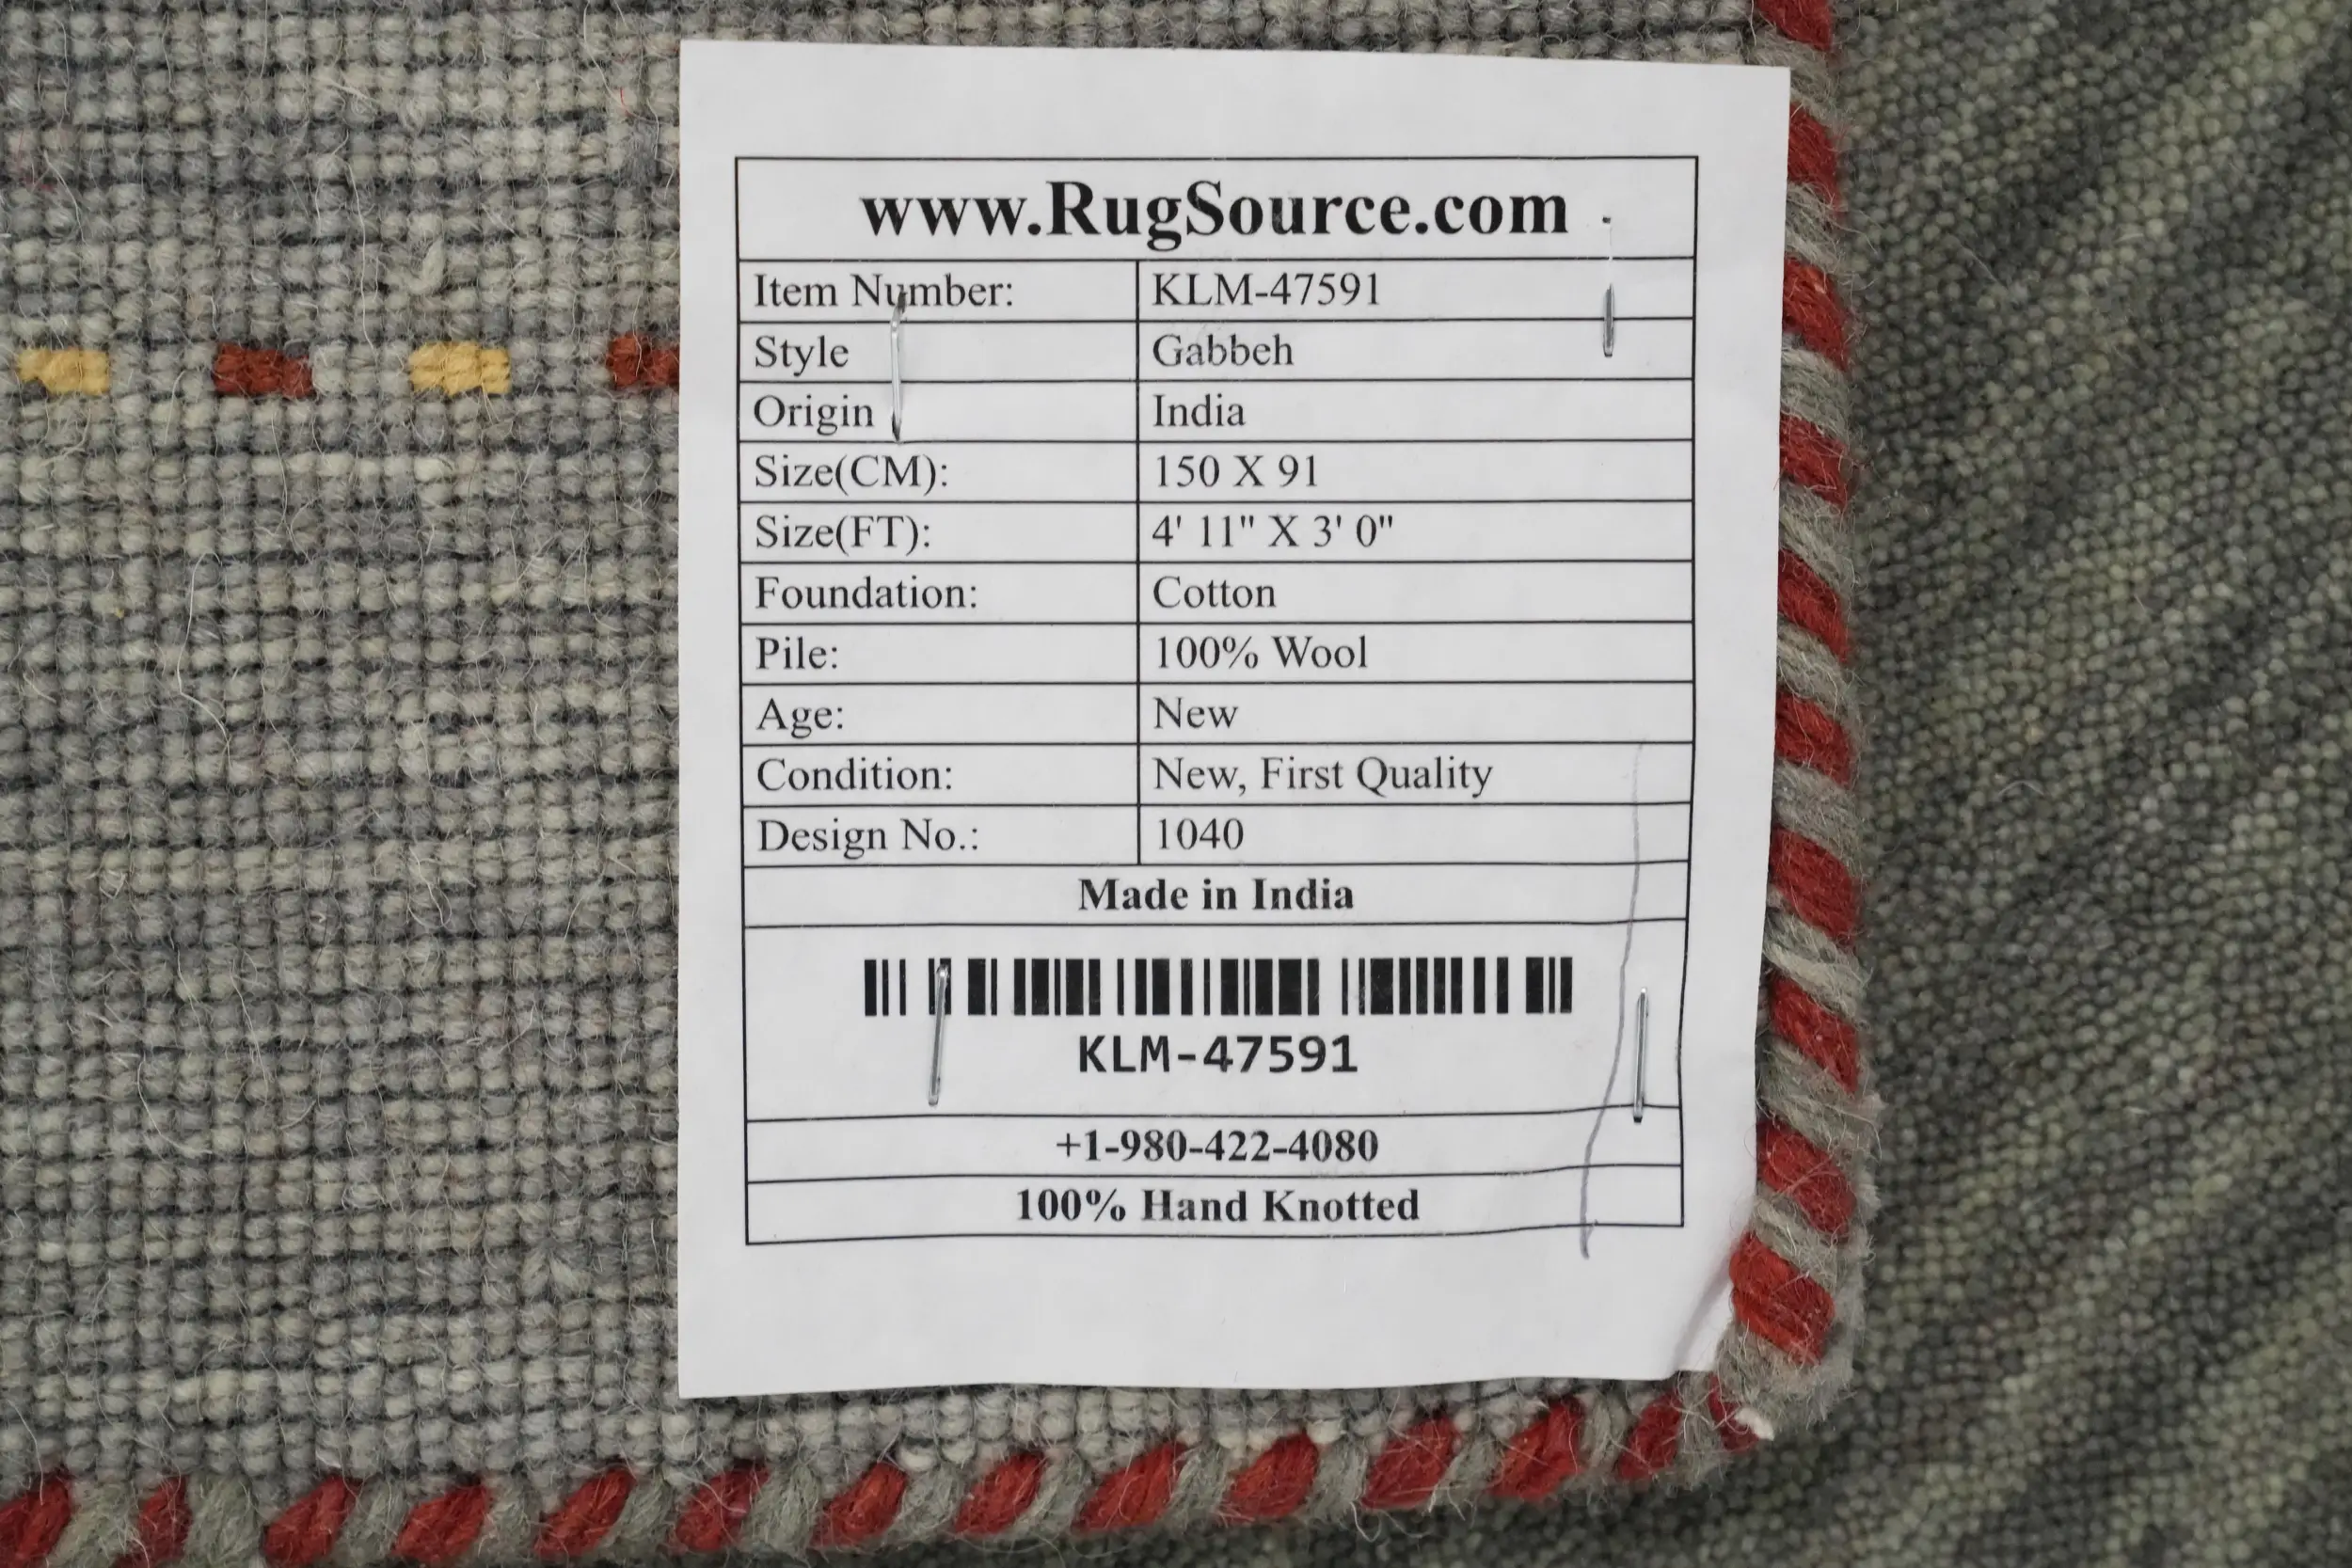 www.RugSource.com
Item Number: KLM-47591
Style Gabbeh
Origin India
Size(CM): 150 X 91
Size(FT): 4' 11" X 3' 0"
Foundation: Cotton
Pile: 100% Wool
Age: New
Condition: New, First Quality
Design No.: 1040
Made in India
KLM-47591
+1-980-422-4080
100% Hand Knotted